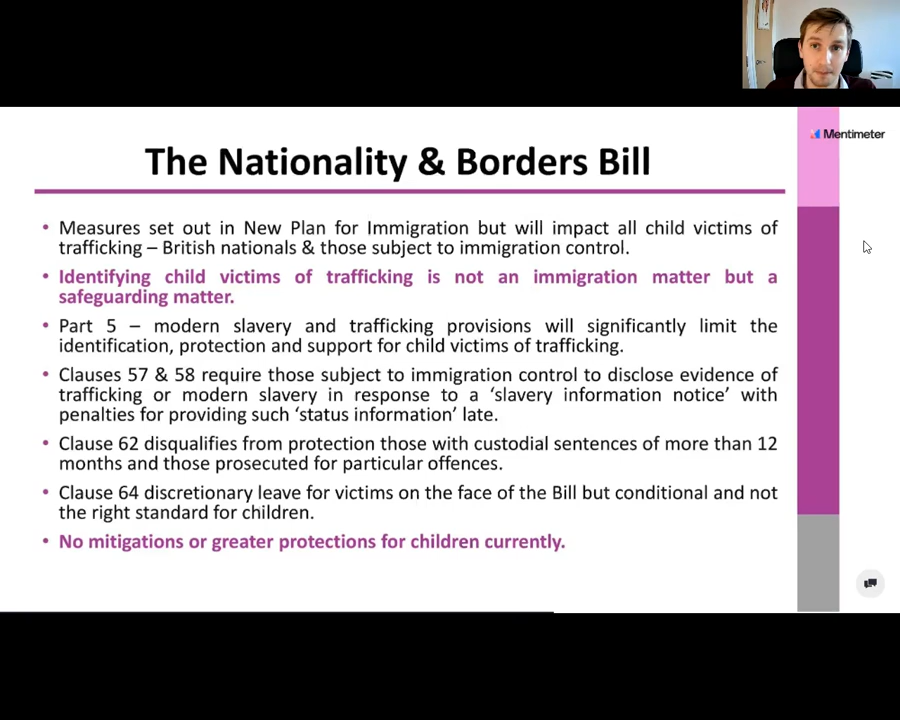 Mentimeter
The Nationality & Borders Bill
• Measures set out in New Plan for Immigration but will impact all child victims of
trafficking – British nationals & those subject to immigration control.
• Identifying child victims of trafficking is not an immigration matter but a
safeguarding matter.
• Part 5 – modern slavery and trafficking provisions will significantly limit the
identification, protection and support for child victims of trafficking.
• Clauses 57 & 58 require those subject to immigration control to disclose evidence of
trafficking or modern slavery in response to a ‘slavery information notice’ with
penalties for providing such ‘status information’ late.
• Clause 62 disqualifies from protection those with custodial sentences of more than 12
months and those prosecuted for particular offences.
• Clause 64 discretionary leave for victims on the face of the Bill but conditional and not
the right standard for children.
• No mitigations or greater protections for children currently.